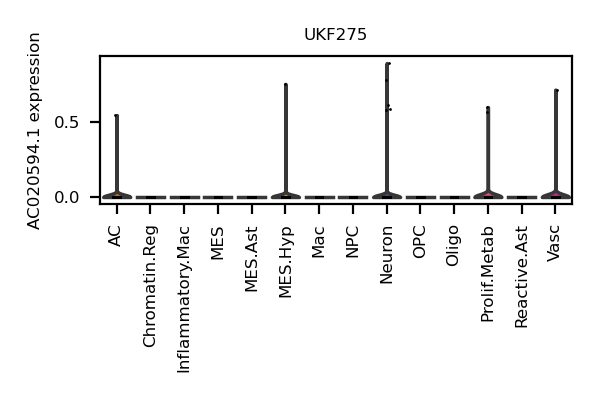 UKF275
AC020594.1 expression
0.5
0.0
AC
Chromatin.Reg
Inflammatory.Mac
MES
MES.Ast
MES.Hyp
Mac
NPC
Neuron
OPC
Oligo
Prolif.Metab
Reactive.Ast
Vasc